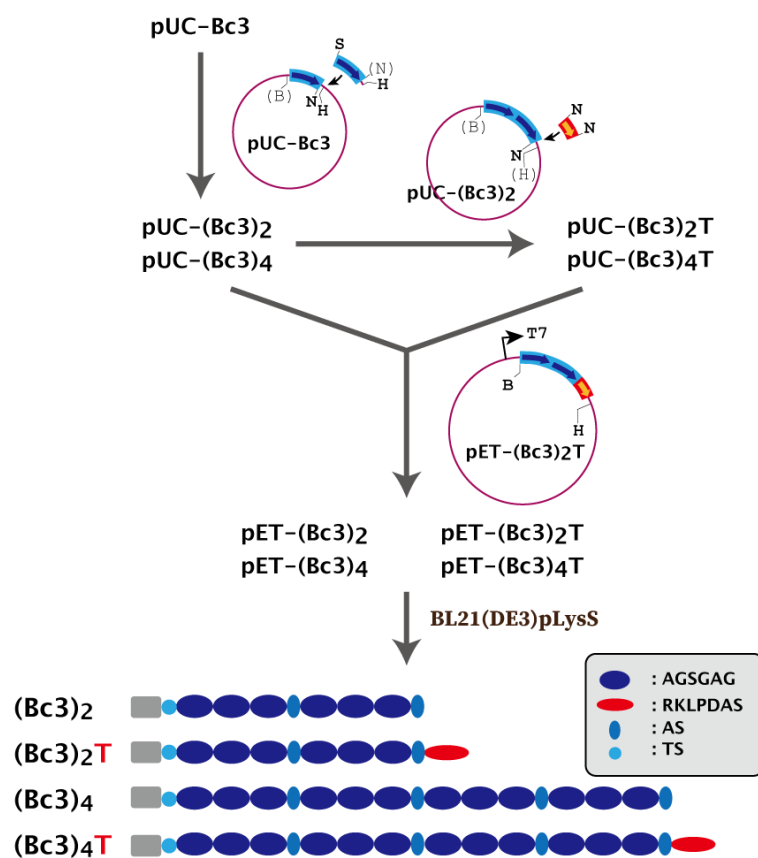 pUC-Bc3
S
(N)
H
(B)
N
H
pUC-Bc3
(B)
N
N
N
(H)
pUC-(Bc3)2
pUC-(Bc3)2
pUC-(Bc3)4
pUC-(Bc3)2T
pUC-(Bc3)4T
T7
B
H
pET-(Bc3)2T
pET-(Bc3)2
pET-(Bc3)4
pET-(Bc3)2T
pET-(Bc3)4T
BL21(DE3)pLysS
: AGSGAG
: RKLPDAS
: AS
: TS
(Bc3)2
(Bc3)2T
(Bc3)4
(Bc3)4T